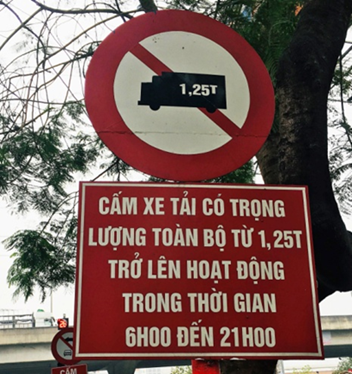 1,25T
CẤM XE TẢI CÓ TRỌNG
LƯỢNG TOÀN BỘ TỪ 1,25T
TRỞ LÊN HOẠT ĐỘNG
TRONG THỜI GIAN
6H00 ĐẾN 21H00
CẤM